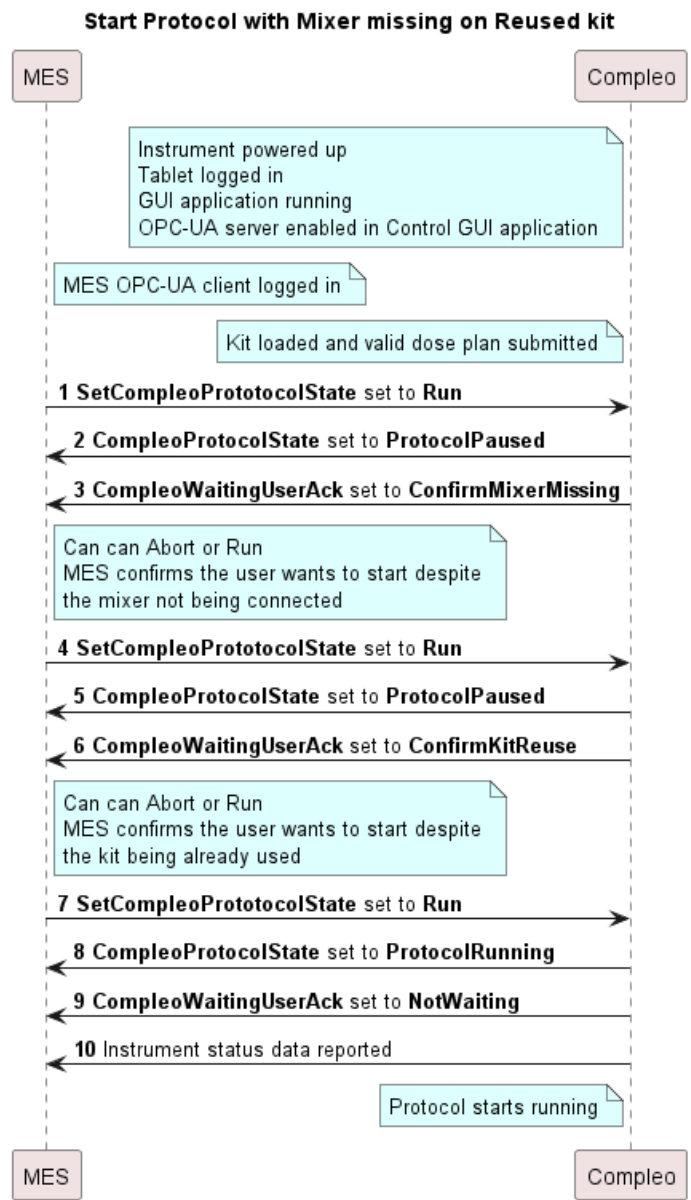 Start Protocol with Mixer missing on Reused kit
MES
Compleo
Instrument powered up
Tablet logged in
GUI application running
OPC-UA server enabled in Control GUI application
MES OPC-UA client logged in
Kit loaded and valid dose plan submitted
1 SetCompleoPrototocolState set to Run
2 CompleoProtocolState set to ProtocolPaused
3 CompleoWaitingUserAck set to ConfirmMixerMissing
Can can Abort or Run
MES confirms the user wants to start despite
the mixer not being connected
4 SetCompleoPrototocolState set to Run
5 CompleoProtocolState set to ProtocolPaused
6 CompleoWaitingUserAck set to ConfirmKitReuse
Can can Abort or Run
MES confirms the user wants to start despite
the kit being already used
7 SetCompleoPrototocolState set to Run
8 CompleoProtocolState set to ProtocolRunning
9 CompleoWaitingUserAck set to NotWaiting
10 Instrument status data reported
Protocol starts running
MES
Compleo